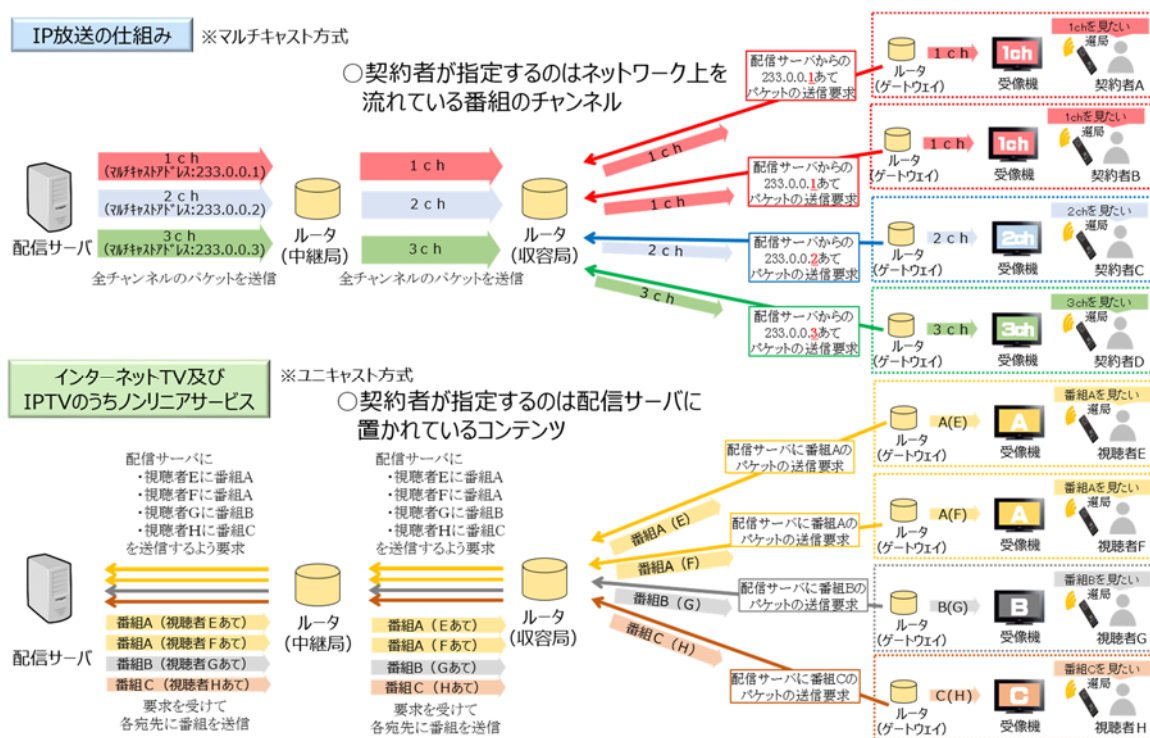 IP放送の仕組み
※マルチキャスト方式
○契約者が指定するのはネットワーク上を
流れている番組のチャンネル
配信サーバ
1ch
(マルチキャストアドレス:233.0.0.1)
2ch
(マルチキャストアドレス:233.0.0.2)
3ch
(マルチキャストアドレス:233.0.0.3)
全チャンネルのパケットを送信
ルータ
(中継局)
1ch
2ch
3ch
全チャンネルのパケットを送信
ルータ
(収容局)
1ch
1ch
2ch
3ch
配信サーバからの
233.0.0.1あて
パケットの送信要求
配信サーバからの
233.0.0.1あて
パケットの送信要求
配信サーバからの
233.0.0.2あて
パケットの送信要求
配信サーバからの
233.0.0.3あて
パケットの送信要求
ルータ
(ゲートウェイ)
1ch
1ch
受像機
1chを見たい
選局
契約者A
ルータ
(ゲートウェイ)
1ch
1ch
受像機
1chを見たい
選局
契約者B
ルータ
(ゲートウェイ)
2ch
2ch
受像機
2chを見たい
選局
契約者C
ルータ
(ゲートウェイ)
3ch
3ch
受像機
3chを見たい
選局
契約者D
インターネットTV及び
IPTVのうちノンリニアサービス
※ユニキャスト方式
○契約者が指定するのは配信サーバに
置かれているコンテンツ
配信サーバに
・視聴者Eに番組A
・視聴者Fに番組A
・視聴者Gに番組B
・視聴者Hに番組C
を送信するよう要求
配信サーバ
番組A(視聴者Eあて)
番組A(視聴者Fあて)
番組B(視聴者Gあて)
番組C(視聴者Hあて)
要求を受けて
各宛先に番組を送信
ルータ
(中継局)
配信サーバに
・視聴者Eに番組A
・視聴者Fに番組A
・視聴者Gに番組B
・視聴者Hに番組C
を送信するよう要求
番組A(Eあて)
番組A(Fあて)
番組B(Gあて)
番組C(Hあて)
要求を受けて
各宛先に番組を送信
ルータ
(収容局)
番組A(E)
番組A(F)
番組B(G)
番組C(H)
配信サーバに番組Aの
パケットの送信要求
配信サーバに番組Aの
パケットの送信要求
配信サーバに番組Bの
パケットの送信要求
配信サーバに番組Cの
パケットの送信要求
ルータ
(ゲートウェイ)
A(E)
A
受像機
番組Aを見たい
選局
視聴者E
ルータ
(ゲートウェイ)
A(F)
A
受像機
番組Aを見たい
選局
視聴者F
ルータ
(ゲートウェイ)
B(G)
B
受像機
番組Bを見たい
選局
視聴者G
ルータ
(ゲートウェイ)
C(H)
C
受像機
番組Cを見たい
選局
視聴者H